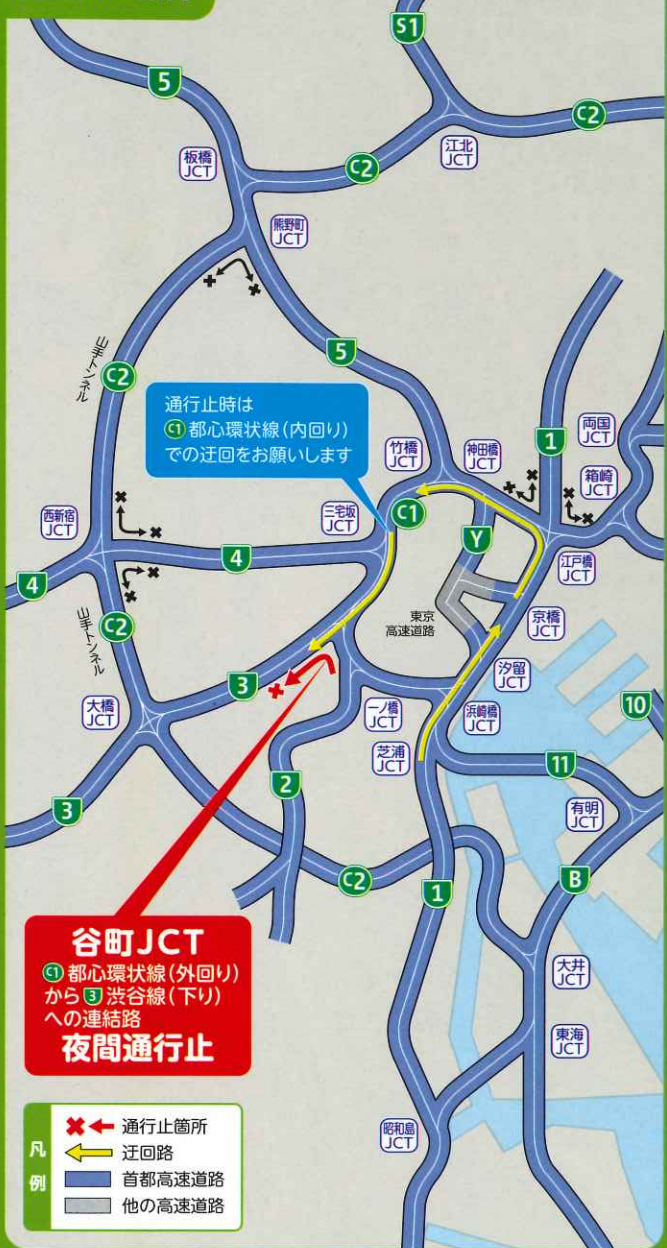 S1
5
C2
江北
JCT
板橋
JCT
C2
熊野町
JCT
5
山手トンネル
C2
通行止時は
C1都心環状線(内回り)
での迂回をお願いします
竹橋
JCT
神田橋
JCT
1
両国
JCT
箱崎
JCT
西新宿
JCT
三宅坂
JCT
C1
Y
江戸橋
JCT
4
4
東京
高速道路
京橋
JCT
山手トンネル
C2
汐留
JCT
3
大橋
JCT
一ノ橋
JCT
浜崎橋
JCT
10
芝浦
JCT
2
11
3
有明
JCT
C2
1
B
谷町JCT
C1都心環状線(外回り)
から3渋谷線(下り)
への連結路
夜間通行止
大井
JCT
東海
JCT
昭和島
JCT
凡例
通行止箇所
迂回路
首都高速道路
他の高速道路